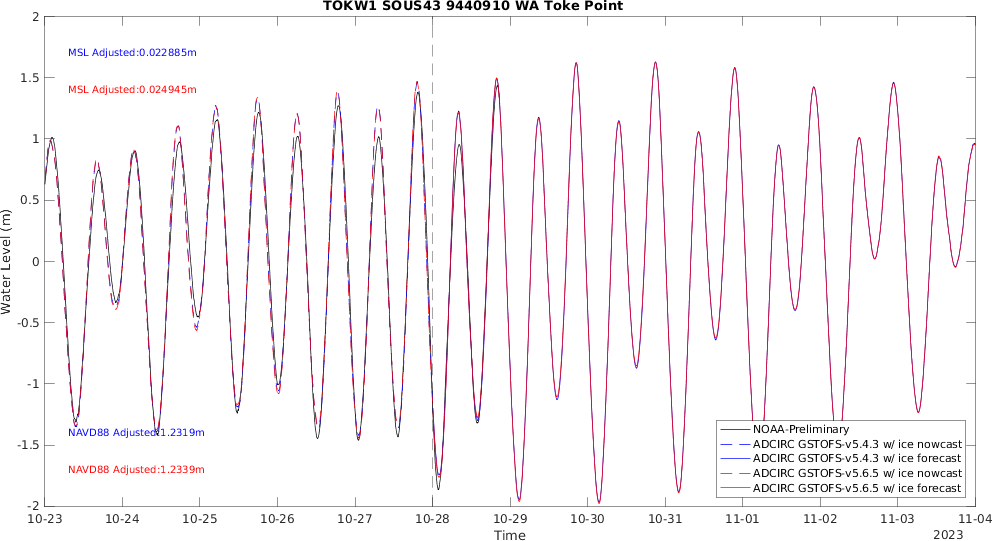 TOKW1 SOUS43 9440910 WA Toke Point
2
1.5
1
0.5
0
-0.5
-1
-1.5
-2
Water Level (m)
MSL Adjusted:0.022885m
MSL Adjusted:0.024945m
NAVD88 Adjusted:1.2319m
NAVD88 Adjusted:1.2339m
NOAA-Preliminary
ADCIRC GSTOFS-v5.4.3 w/ ice nowcast
ADCIRC GSTOFS-v5.4.3 w/ ice forecast
ADCIRC GSTOFS-v5.6.5 w/ ice nowcast
ADCIRC GSTOFS-v5.6.5 w/ ice forecast
10-23 10-24 10-25 10-26 10-27 10-28 10-29 10-30 10-31 11-01 11-02 11-03 11-04
Time
2023